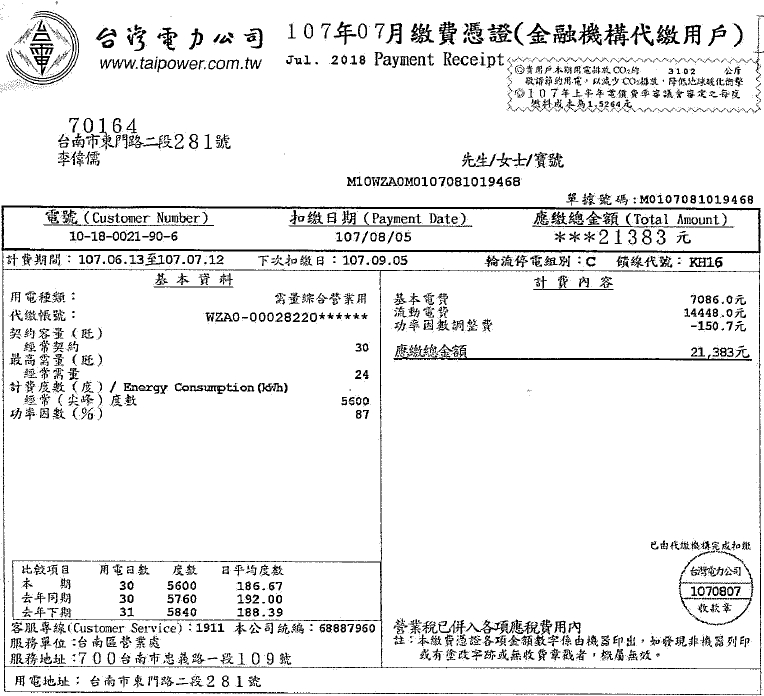 台灣電力公司
www.taipower.com.tw
107年07月繳費憑證(金融機構代繳用戶)
Jul. 2018 Payment Receipt
◎貴用戶本期用電排放CO2約 3102 公斤
敬請節約用電，以減少CO2排放，降低地球暖化衝擊
◎107年上半年電價費率審議會審定之每度
燃料成本為1.5264元
70164
台南市東門路二段281號
李偉儒
先生/女士/寶號
M10WZA0M0107081019468
單據號碼:M0107081019468
電號(Customer Number) 扣繳日期(Payment Date) 應繳總金額(Total Amount)
10-18-0021-90-6 107/08/05 ***21383 元
計費期間：107.06.13至107.07.12 下次扣繳日：107.09.05 輪流停電組別：C 饋線代號：KH16
基本資料
用電種類： 需量綜合營業用
代繳帳號： WZA0-00028220******
契約容量(瓩)
經常契約 30
最高需量(瓩)
經常需量 24
計費度數(度)/Energy Consumption(kWh)
經常(尖峰)度數 5600
功率因數(%) 87
計費內容
基本電費 7086.0元
流動電費 14448.0元
功率因數調整費 -150.7元
應繳總金額 21,383元
比較項目 用電日數 度數 日平均度數
本期 30 5600 186.67
去年同期 30 5760 192.00
去年下期 31 5840 188.39
客服專線(Customer Service)：1911 本公司統編：68887960
服務單位:台南區營業處
服務地址:700台南市忠義路一段109號
已由代繳機構完成扣繳
台灣電力公司
1070807
收款章
營業稅已併入各項應稅費用內
註：本繳費憑證各項金額數字係由機器印出，如發現非機器列印
或有塗改字跡或無收費章戳者，概屬無效。
用電地址：台南市東門路二段281號